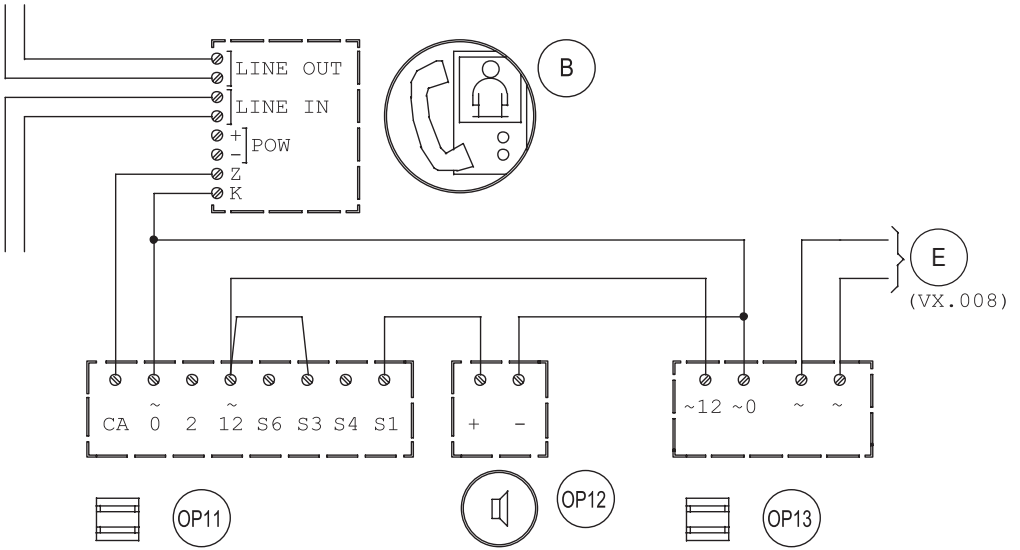 LINE OUT
B
LINE IN
+
POW
-
Z
K
E
(VX.008)
~ ~
CA 0 2 12 S6 S3 S4 S1
+ -
~12 ~0 ~ ~
OP11
OP12
OP13